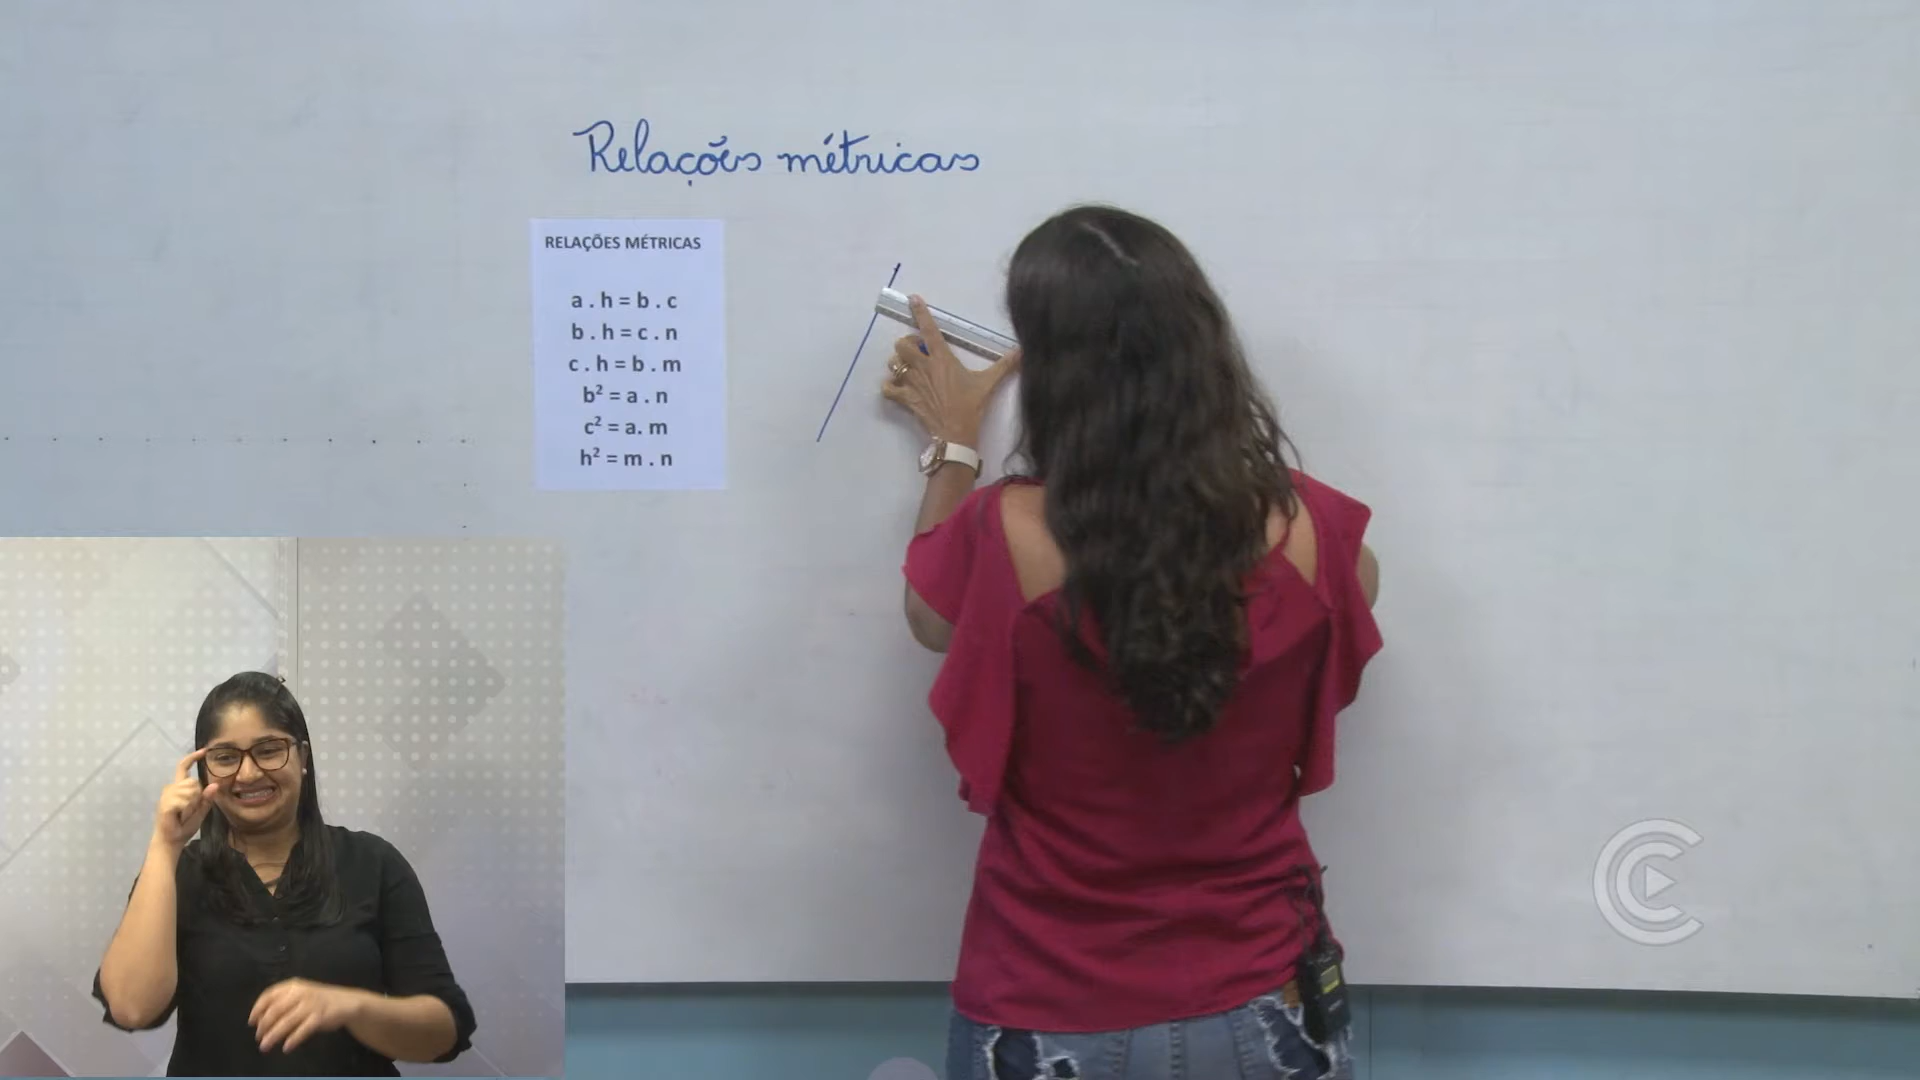 Relações métricas
RELAÇÕES MÉTRICAS
a . h = b . c
b . h = c . n
c . h = b . m
b² = a . n
c² = a. m
h² = m . n